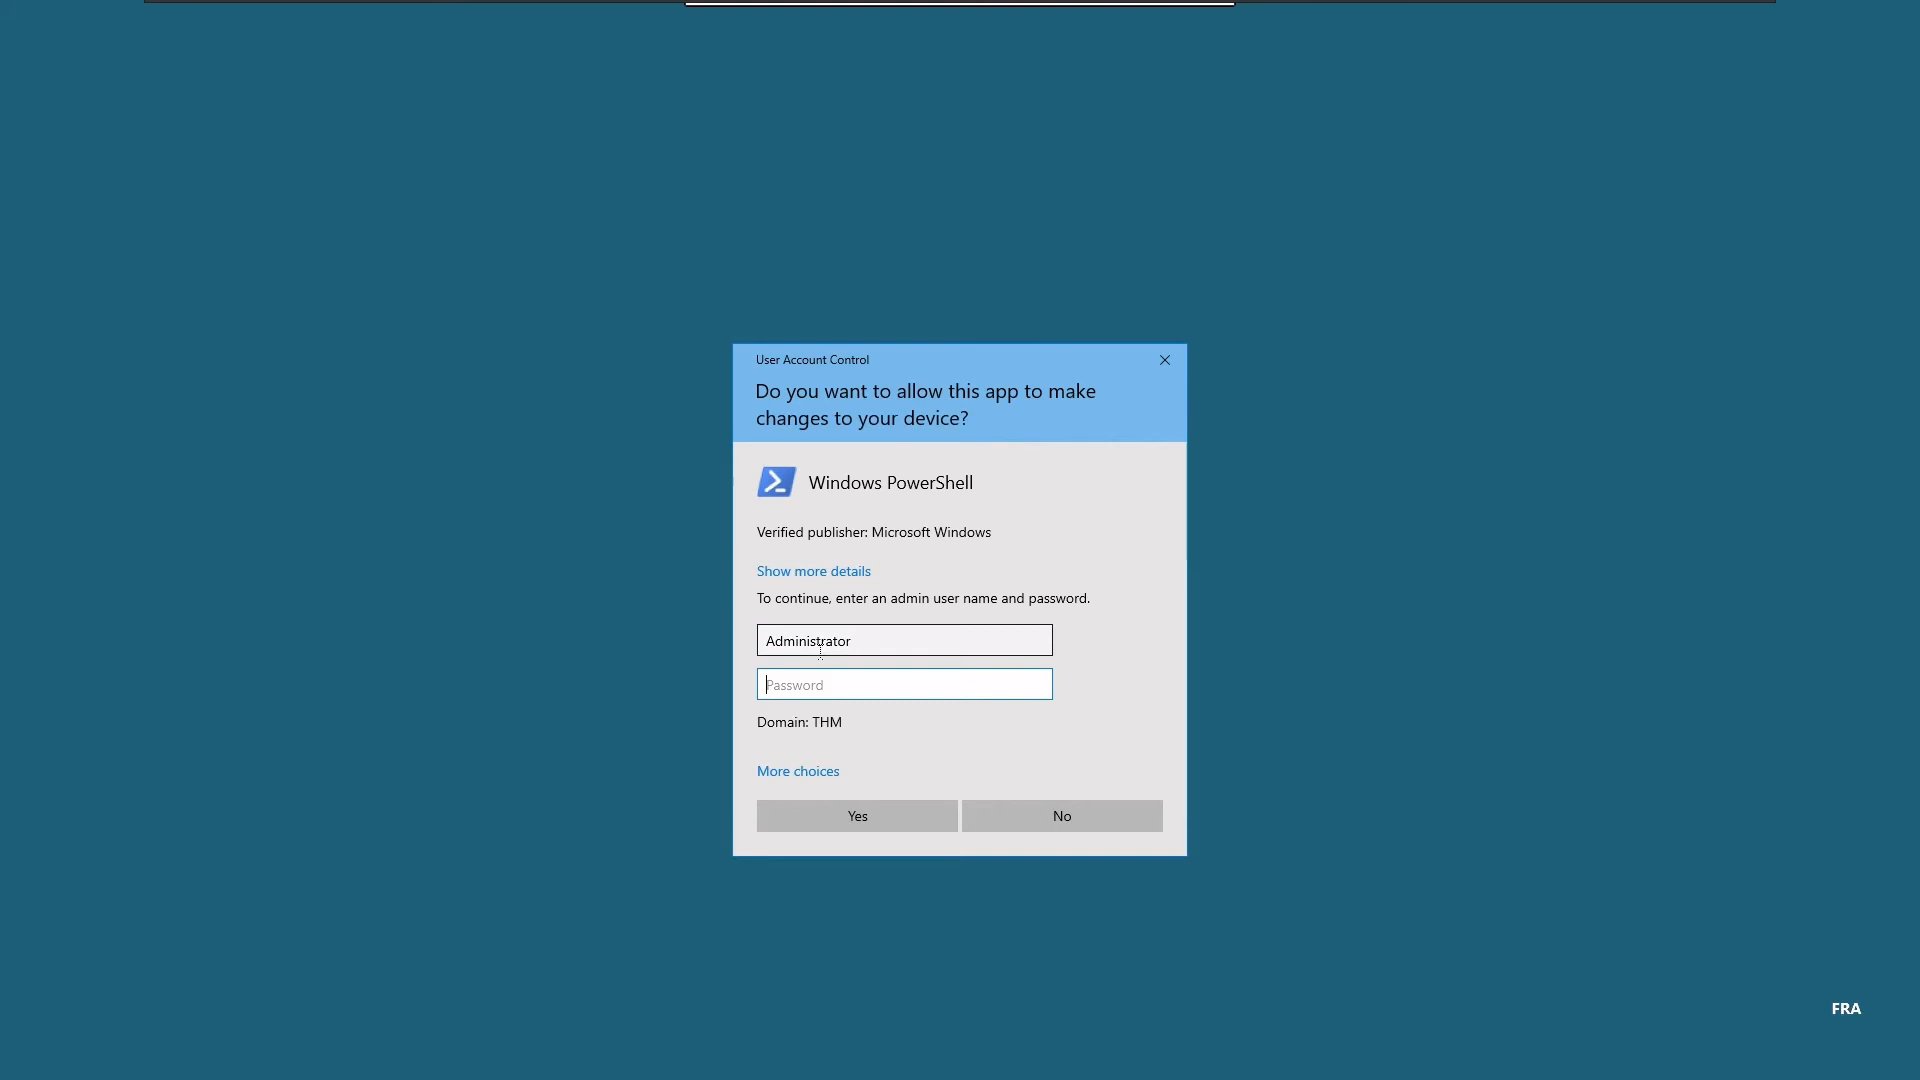 User Account Control
Do you want to allow this app to make
changes to your device?
Windows PowerShell
Verified publisher: Microsoft Windows
Show more details
To continue, enter an admin user name and password.
Administrator
Password
Domain: THM
More choices
Yes
No
FRA